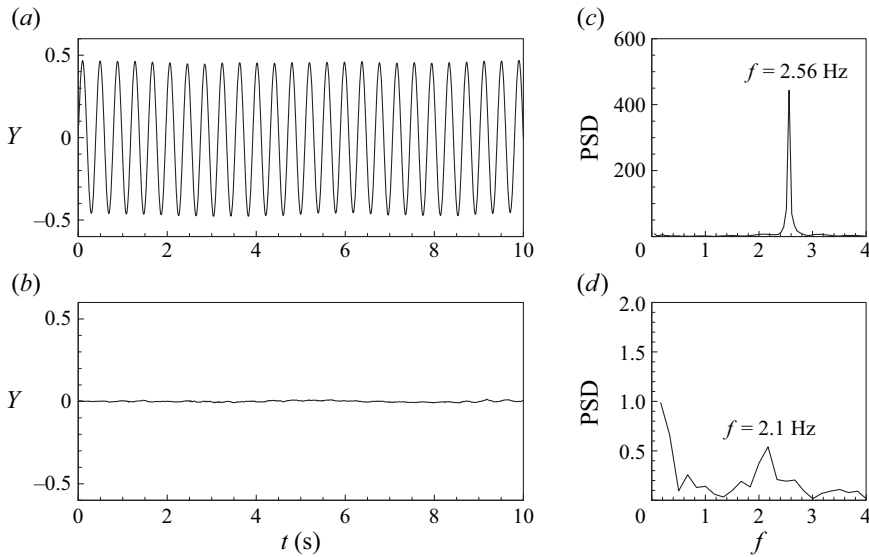 (a)
0.5
Y
0
–0.5
0 2 4 6 8 10
(c)
600
f = 2.56 Hz
400
PSD
200
0 1 2 3 4
(b)
0.5
Y
0
–0.5
0 2 4 6 8 10
t (s)
(d)
2.0
1.5
PSD
1.0
f = 2.1 Hz
0.5
0 1 2 3 4
f